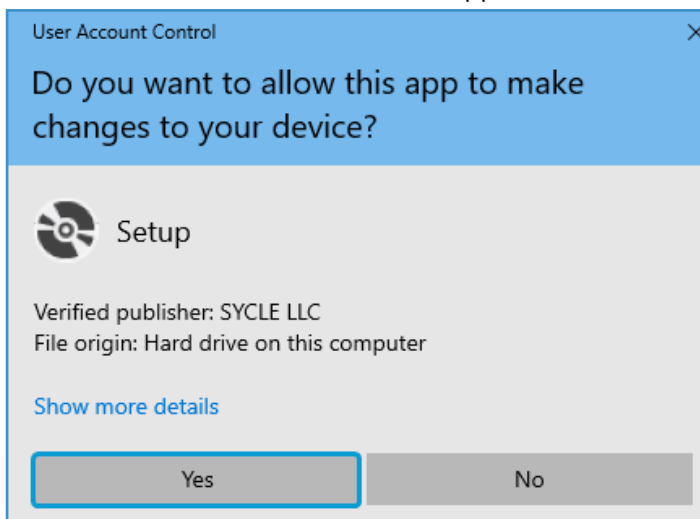 User Account Control
Do you want to allow this app to make
changes to your device?
Setup
Verified publisher: SYCLE LLC
File origin: Hard drive on this computer
Show more details
Yes
No